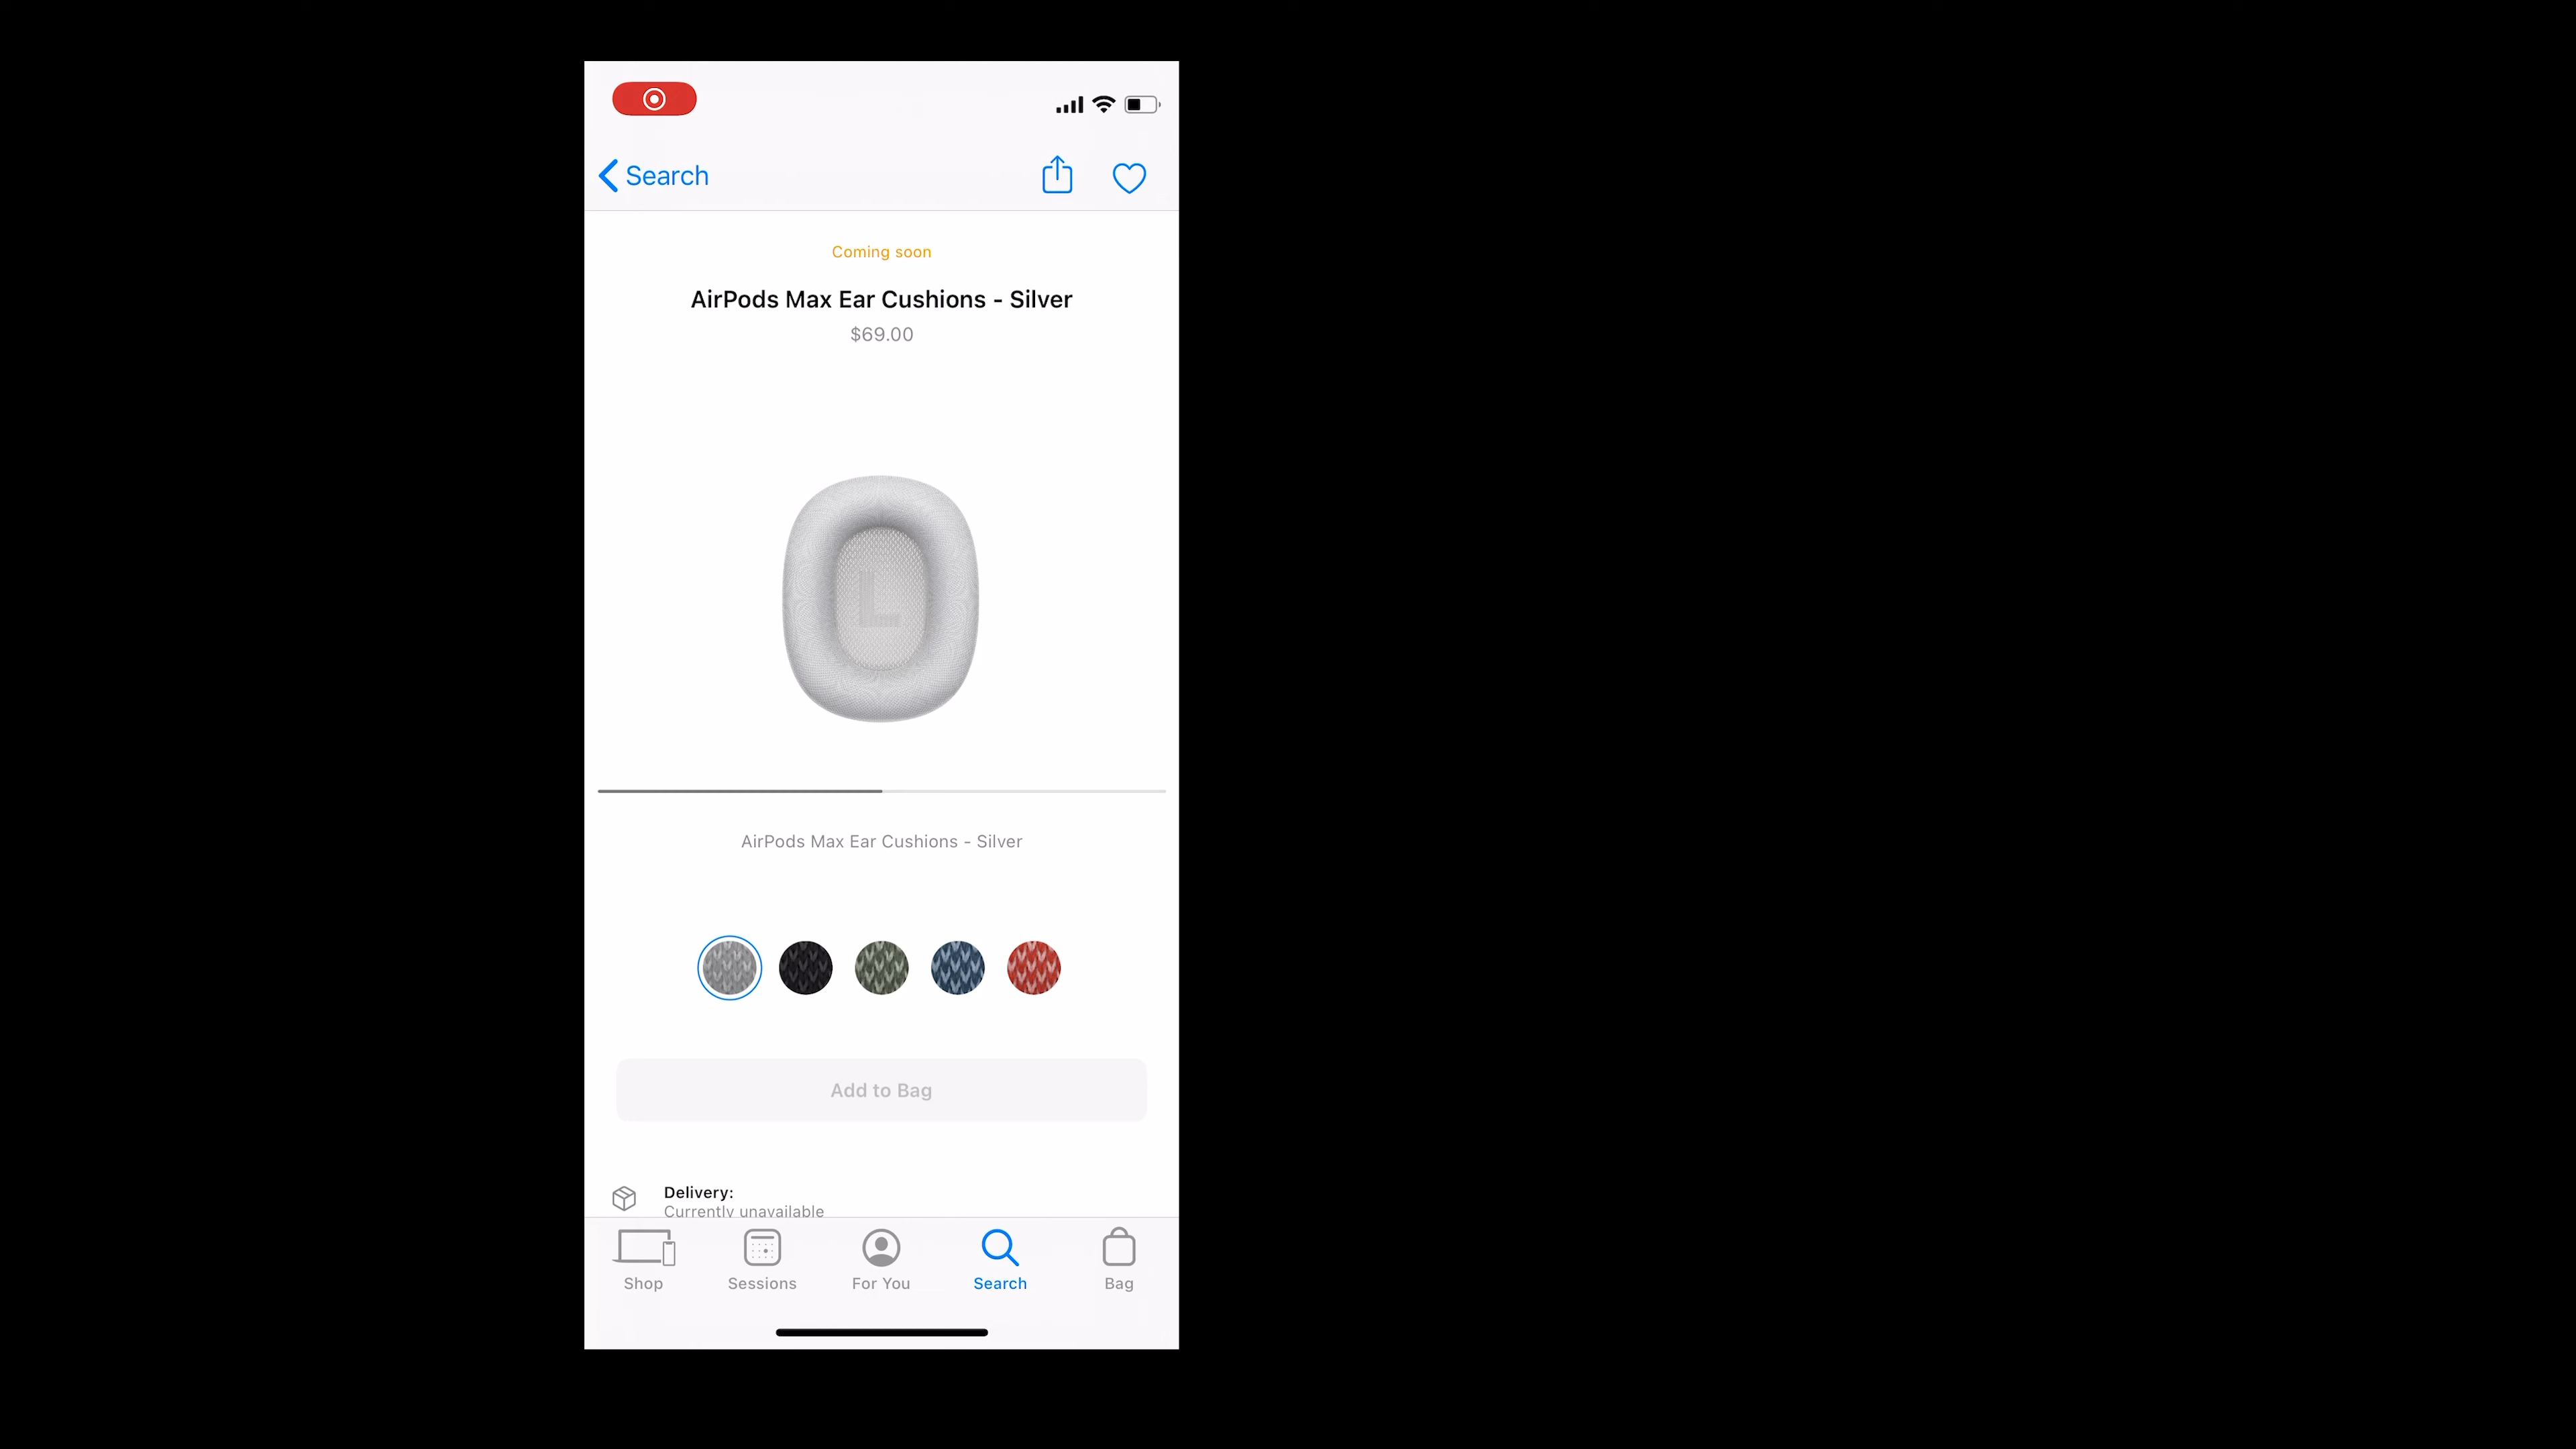 Search
Coming soon
AirPods Max Ear Cushions - Silver
$69.00
L
AirPods Max Ear Cushions - Silver
Add to Bag
Delivery:
Currently unavailable
Shop Sessions For You Search Bag